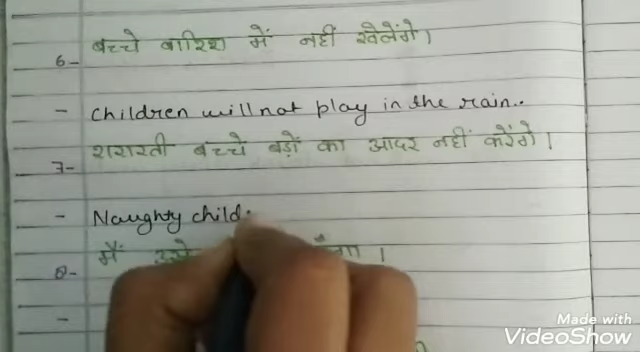 6- बच्चे बारिश में नहीं खेलेंगे।
- Children will not play in the rain..
7- शरारती बच्चे बड़ों का आदर नहीं करेंगे।
- Naughty child
8- मैं उसे
-
Made with
VideoShow